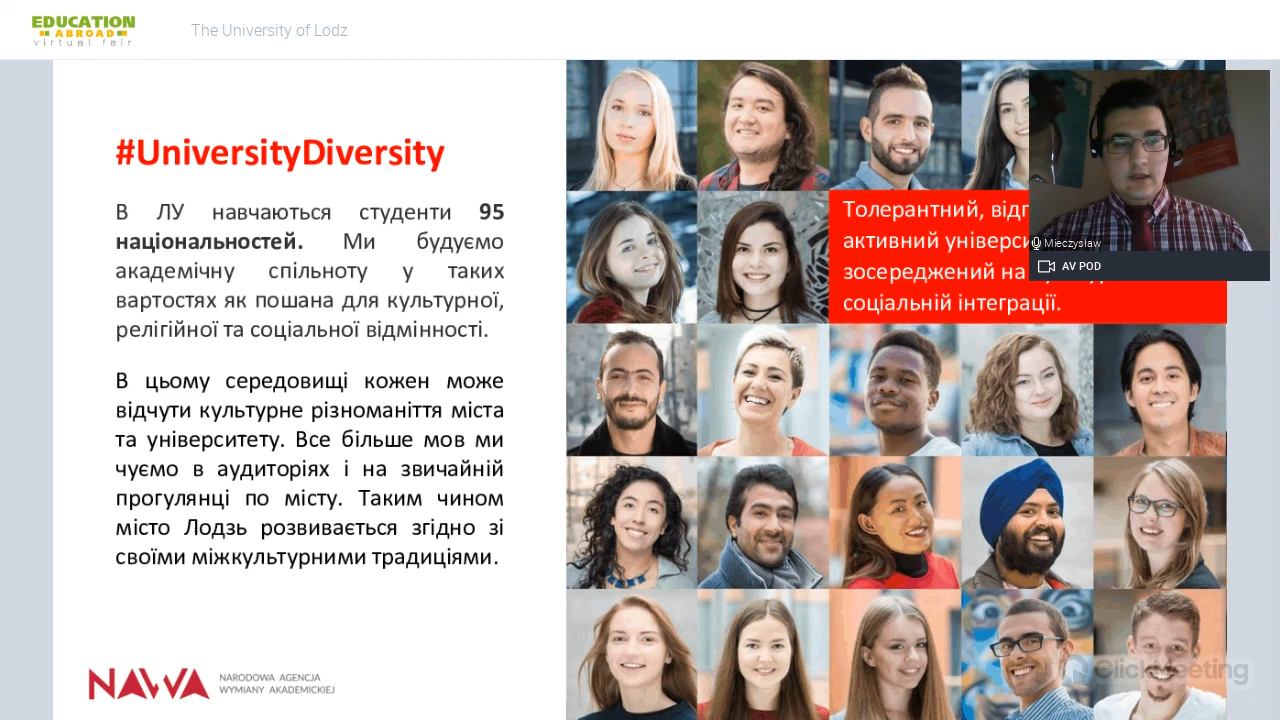 EDUCATION
ABROAD
virtual fair
The University of Lodz
#UniversityDiversity
В ЛУ навчаються студенти 95
національностей. Ми будуємо
академічну спільноту у таких
вартостях як пошана для культурної,
релігійної та соціальної відмінності.
В цьому середовищі кожен може
відчути культурне різноманіття міста
та університету. Все більше мов ми
чуємо в аудиторіях і на звичайній
прогулянці по місту. Таким чином
місто Лодзь розвивається згідно зі
своїми міжкультурними традиціями.
NAWA
NARODOWA AGENCJA
WYMIANY AKADEMICKIEJ
Толерантний,
активний
зосереджений на
соціальній інтеграції.
Mieczysław
AV POD
ClickMeeting